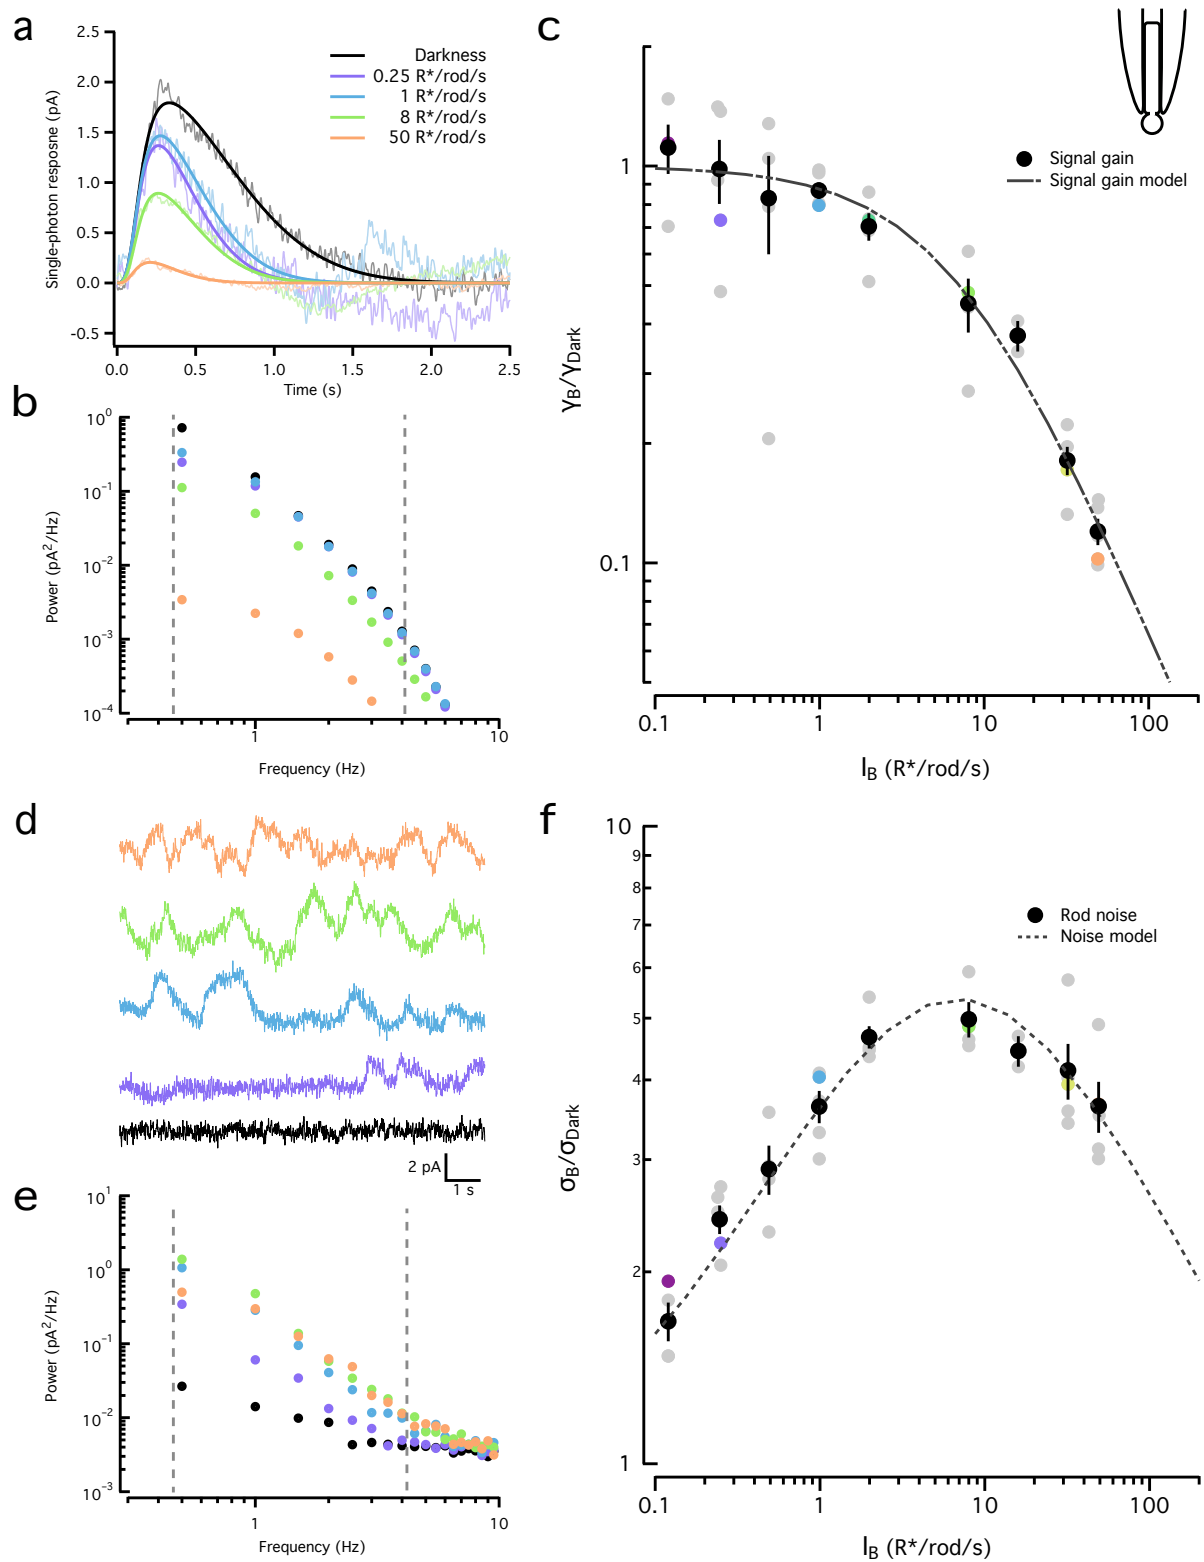 a
2.5
2.0
1.5
1.0
0.5
0.0
-0.5
Single-photon resposne (pA)
Darkness
0.25 R*/rod/s
1 R*/rod/s
8 R*/rod/s
50 R*/rod/s
0.0
0.5
1.0
1.5
2.0
2.5
Time (s)
b
10^0
10^-1
10^-2
10^-3
10^-4
Power (pA^2/Hz)
1
10
Frequency (Hz)
c
1
0.1
γB/γDark
Signal gain
Signal gain model
0.1
1
10
100
IB (R*/rod/s)
d
2 pA
1 s
e
10^1
10^0
10^-1
10^-2
10^-3
Power (pA^2/Hz)
1
10
Frequency (Hz)
f
10
9
8
7
6
5
4
3
2
1
σB/σDark
Rod noise
Noise model
0.1
1
10
100
IB (R*/rod/s)